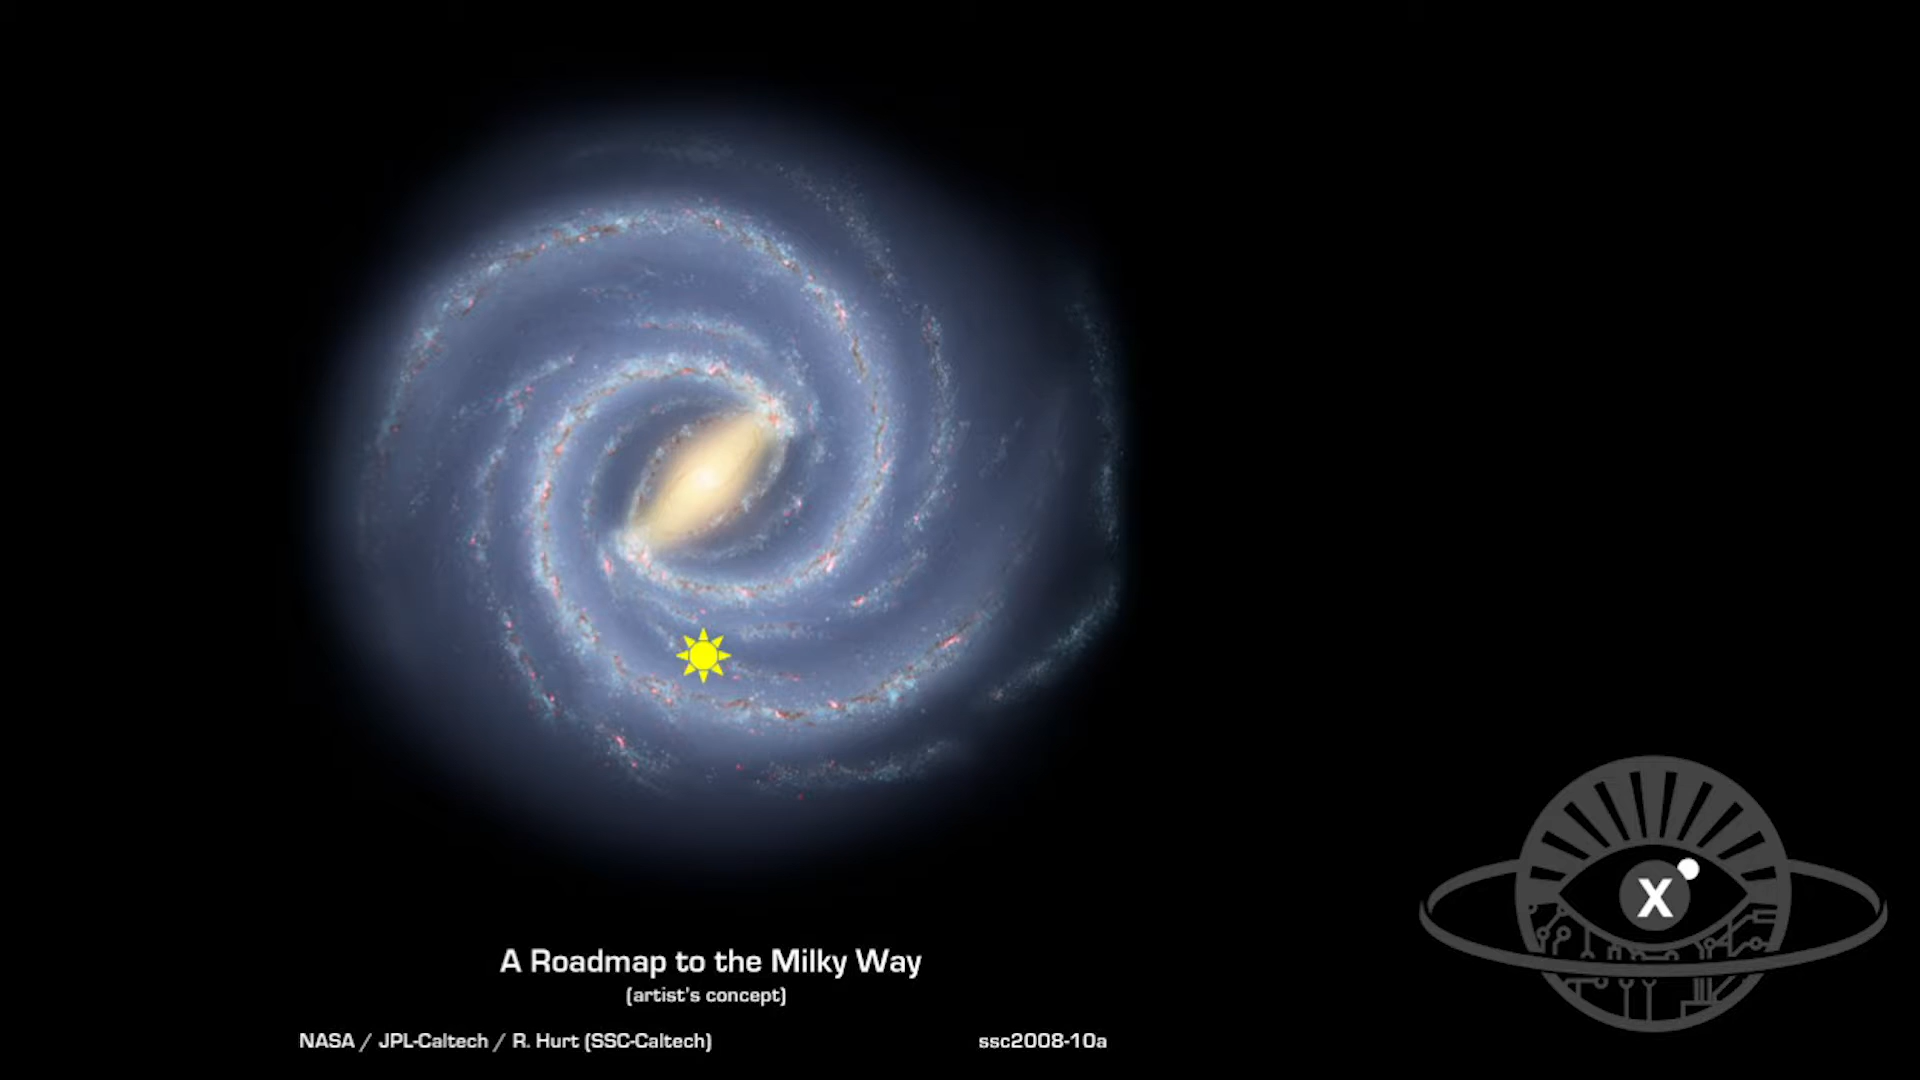 A Roadmap to the Milky Way
(artist's concept)
NASA / JPL-Caltech / R. Hurt (SSC-Caltech)
ssc2008-10a
X